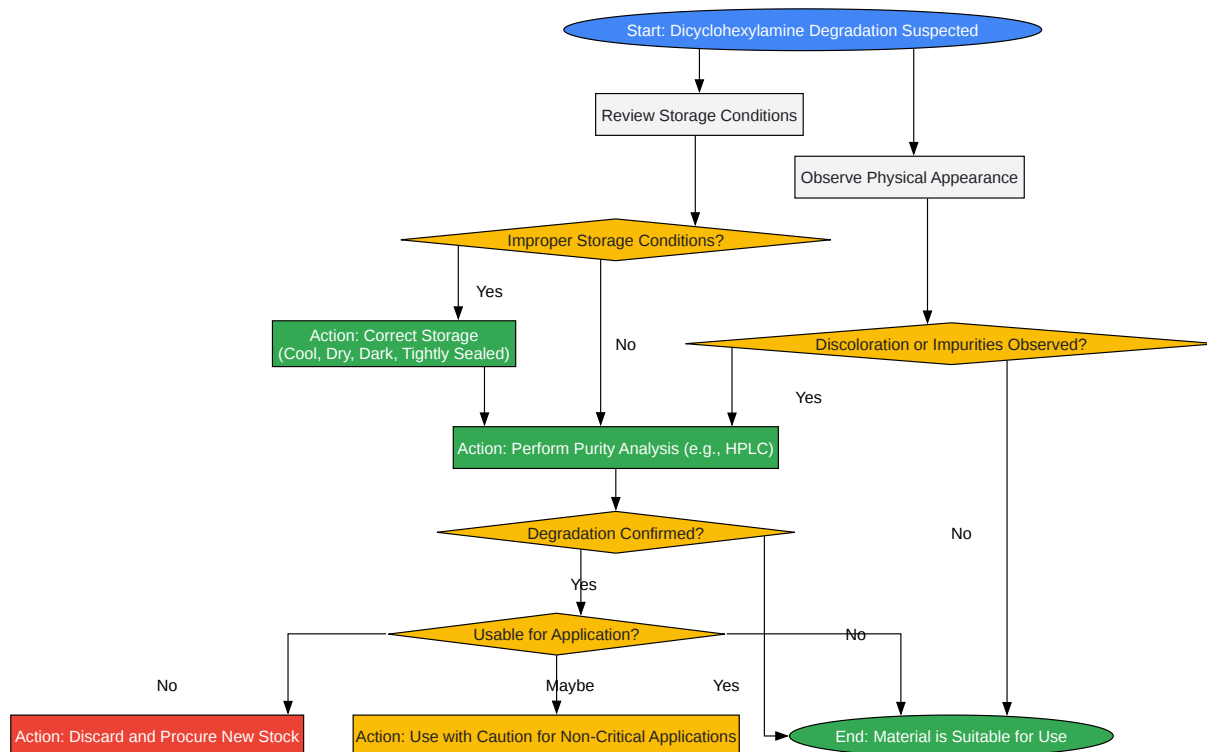 Start: Dicyclohexylamine Degradation Suspected
Review Storage Conditions
Observe Physical Appearance
Improper Storage Conditions?
Yes
Action: Correct Storage
(Cool, Dry, Dark, Tightly Sealed)
No
Discoloration or Impurities Observed?
Yes
Action: Perform Purity Analysis (e.g., HPLC)
Degradation Confirmed?
No
Yes
Usable for Application?
No
No
Maybe
Yes
Action: Discard and Procure New Stock
Action: Use with Caution for Non-Critical Applications
End: Material is Suitable for Use